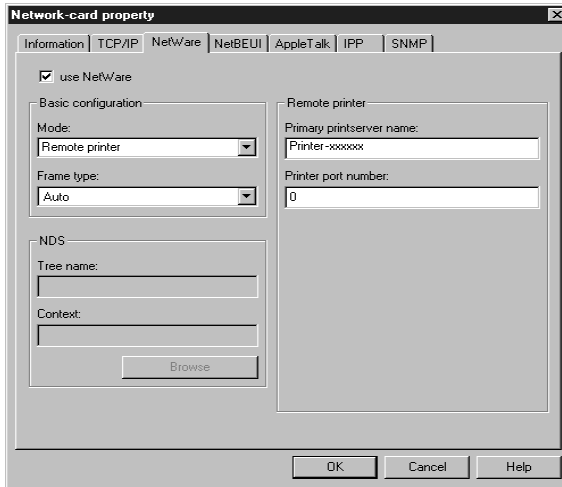 Network-card property
Information TCP/IP NetWare NetBEUI AppleTalk IPP SNMP
use NetWare
Basic configuration
Mode:
Remote printer
Frame type:
Auto
NDS
Tree name:
Context:
Browse
Remote printer
Primary printserver name:
Printer-xxxxxx
Printer port number:
0
OK Cancel Help